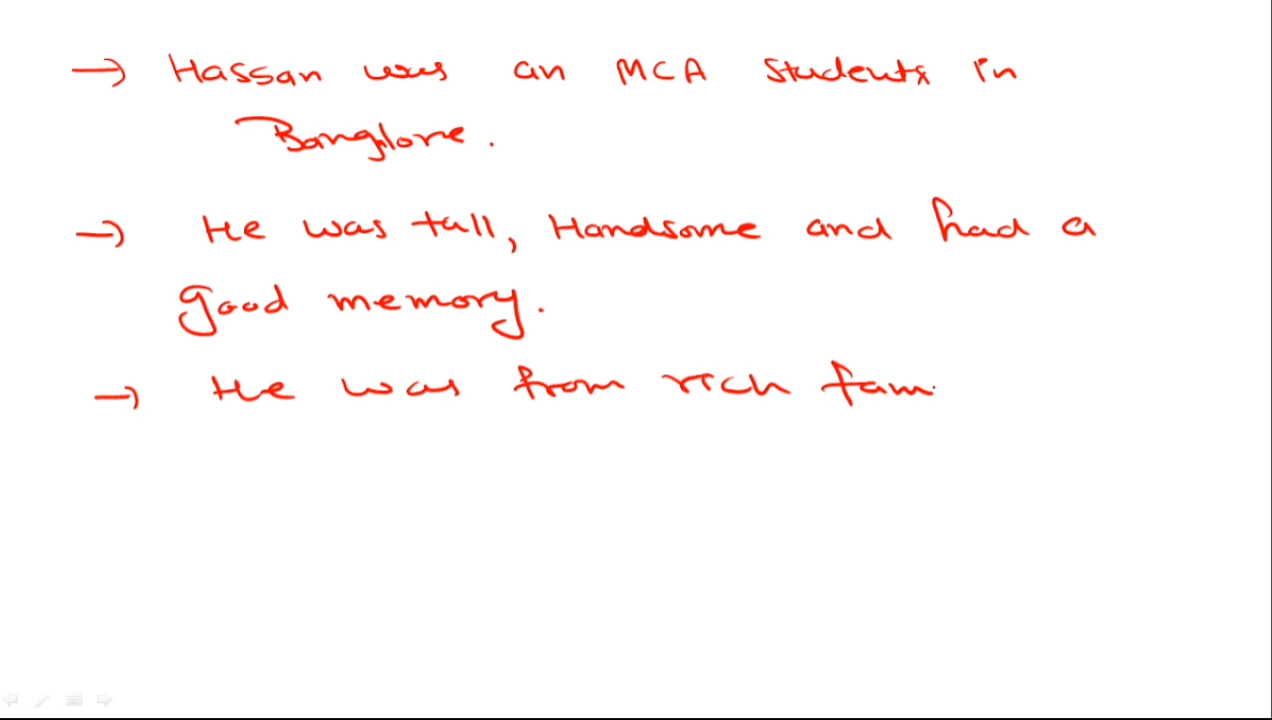 → Hassan was an MCA students in
Banglore.
→ He was tall, Handsome and had a
good memory.
→ He was from rich fam